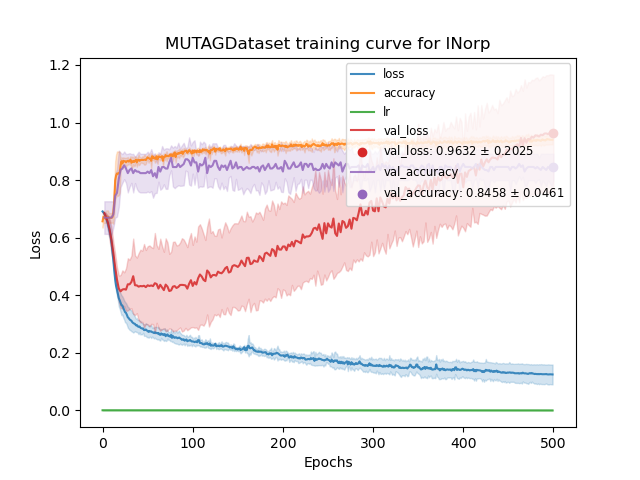 MUTAGDataset training curve for INorp
1.2
1.0
0.8
0.6
0.4
0.2
0.0
Loss
loss
accuracy
lr
val_loss
val_loss: 0.9632 ± 0.2025
val_accuracy
val_accuracy: 0.8458 ± 0.0461
0 100 200 300 400 500
Epochs